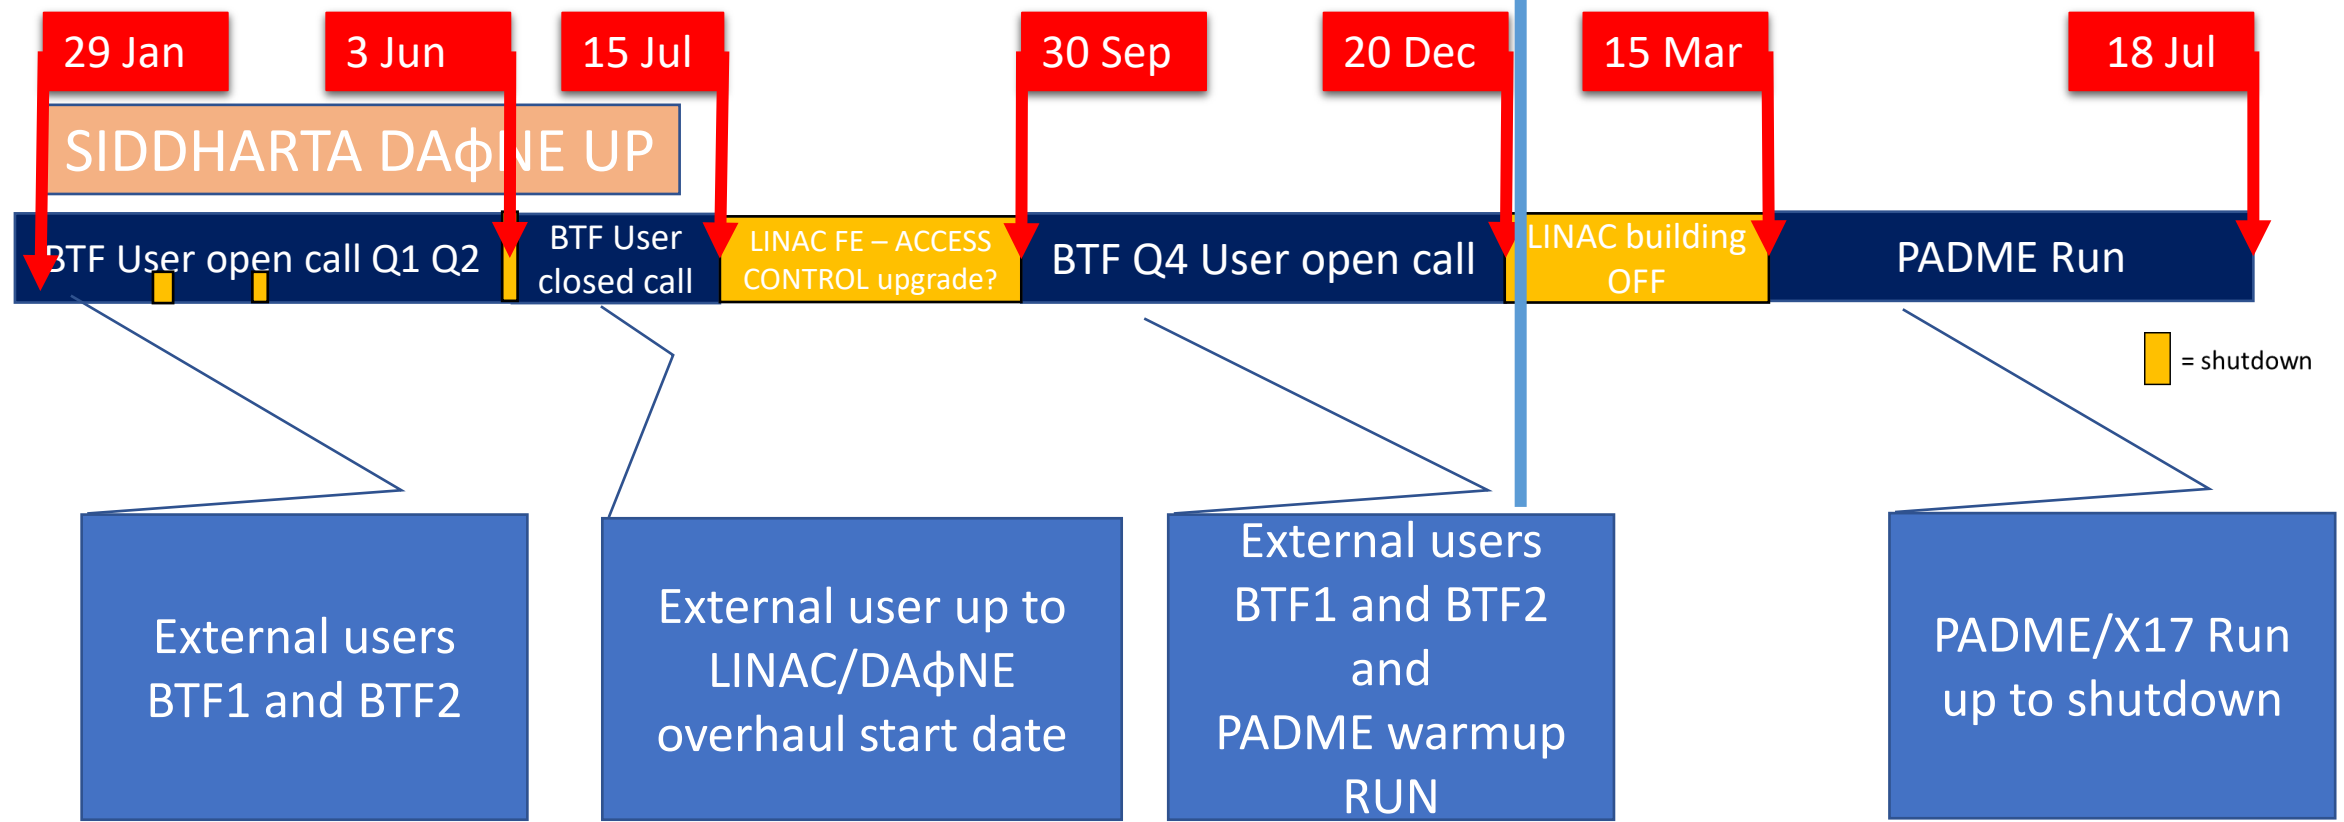 29 Jan
3 Jun
15 Jul
30 Sep
20 Dec
15 Mar
18 Jul
SIDDHARTA DAϕNE UP
BTF User open call Q1 Q2
BTF User
closed call
LINAC FE – ACCESS
CONTROL upgrade?
BTF Q4 User open call
LINAC building
OFF
PADME Run
= shutdown
External users
BTF1 and BTF2
External user up to
LINAC/DAϕNE
overhaul start date
External users
BTF1 and BTF2
and
PADME warmup
RUN
PADME/X17 Run
up to shutdown